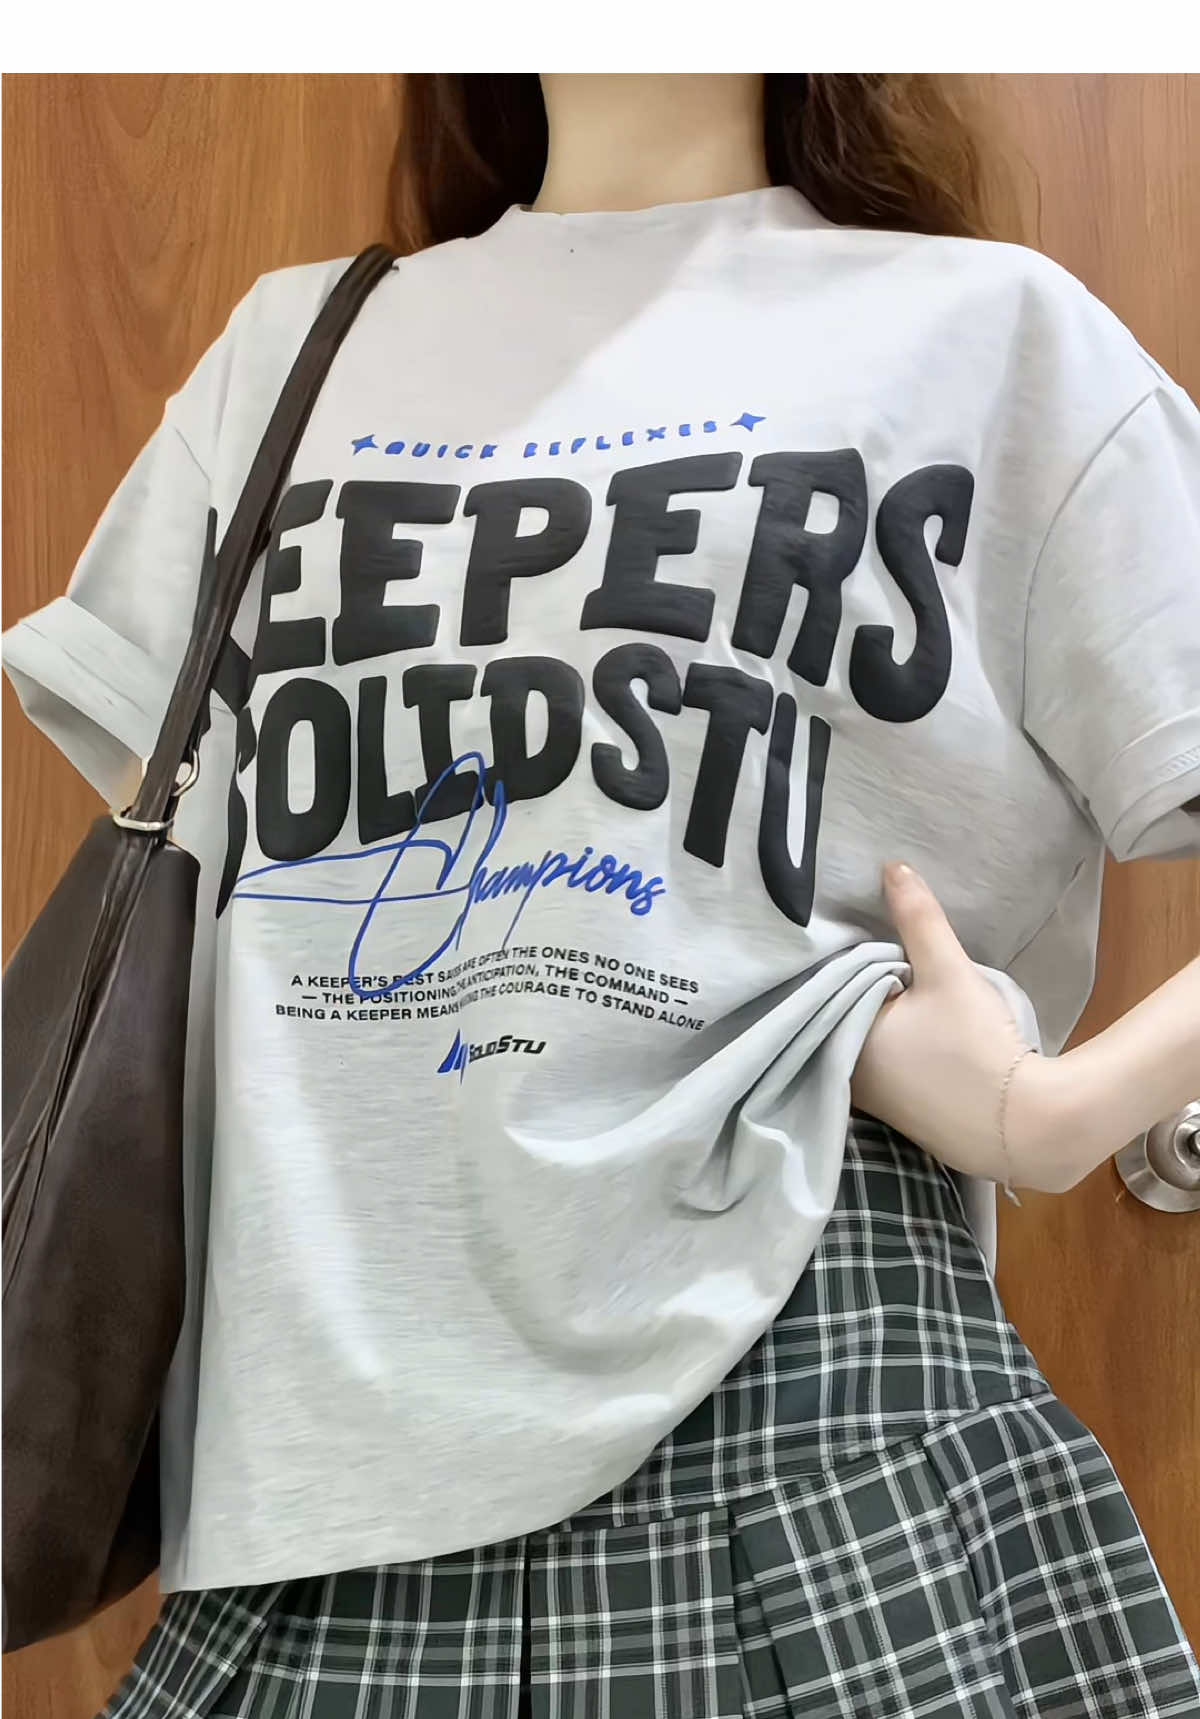 QUICK REFLEXES
KEEPERS
SOLIDSTU
Champions
A KEEPER'S BEST SAVES ARE OFTEN THE ONES NO ONE SEES
— THE POSITIONING, THE ANTICIPATION, THE COMMAND —
BEING A KEEPER MEANS THE COURAGE TO STAND ALONE
SOLIDSTU